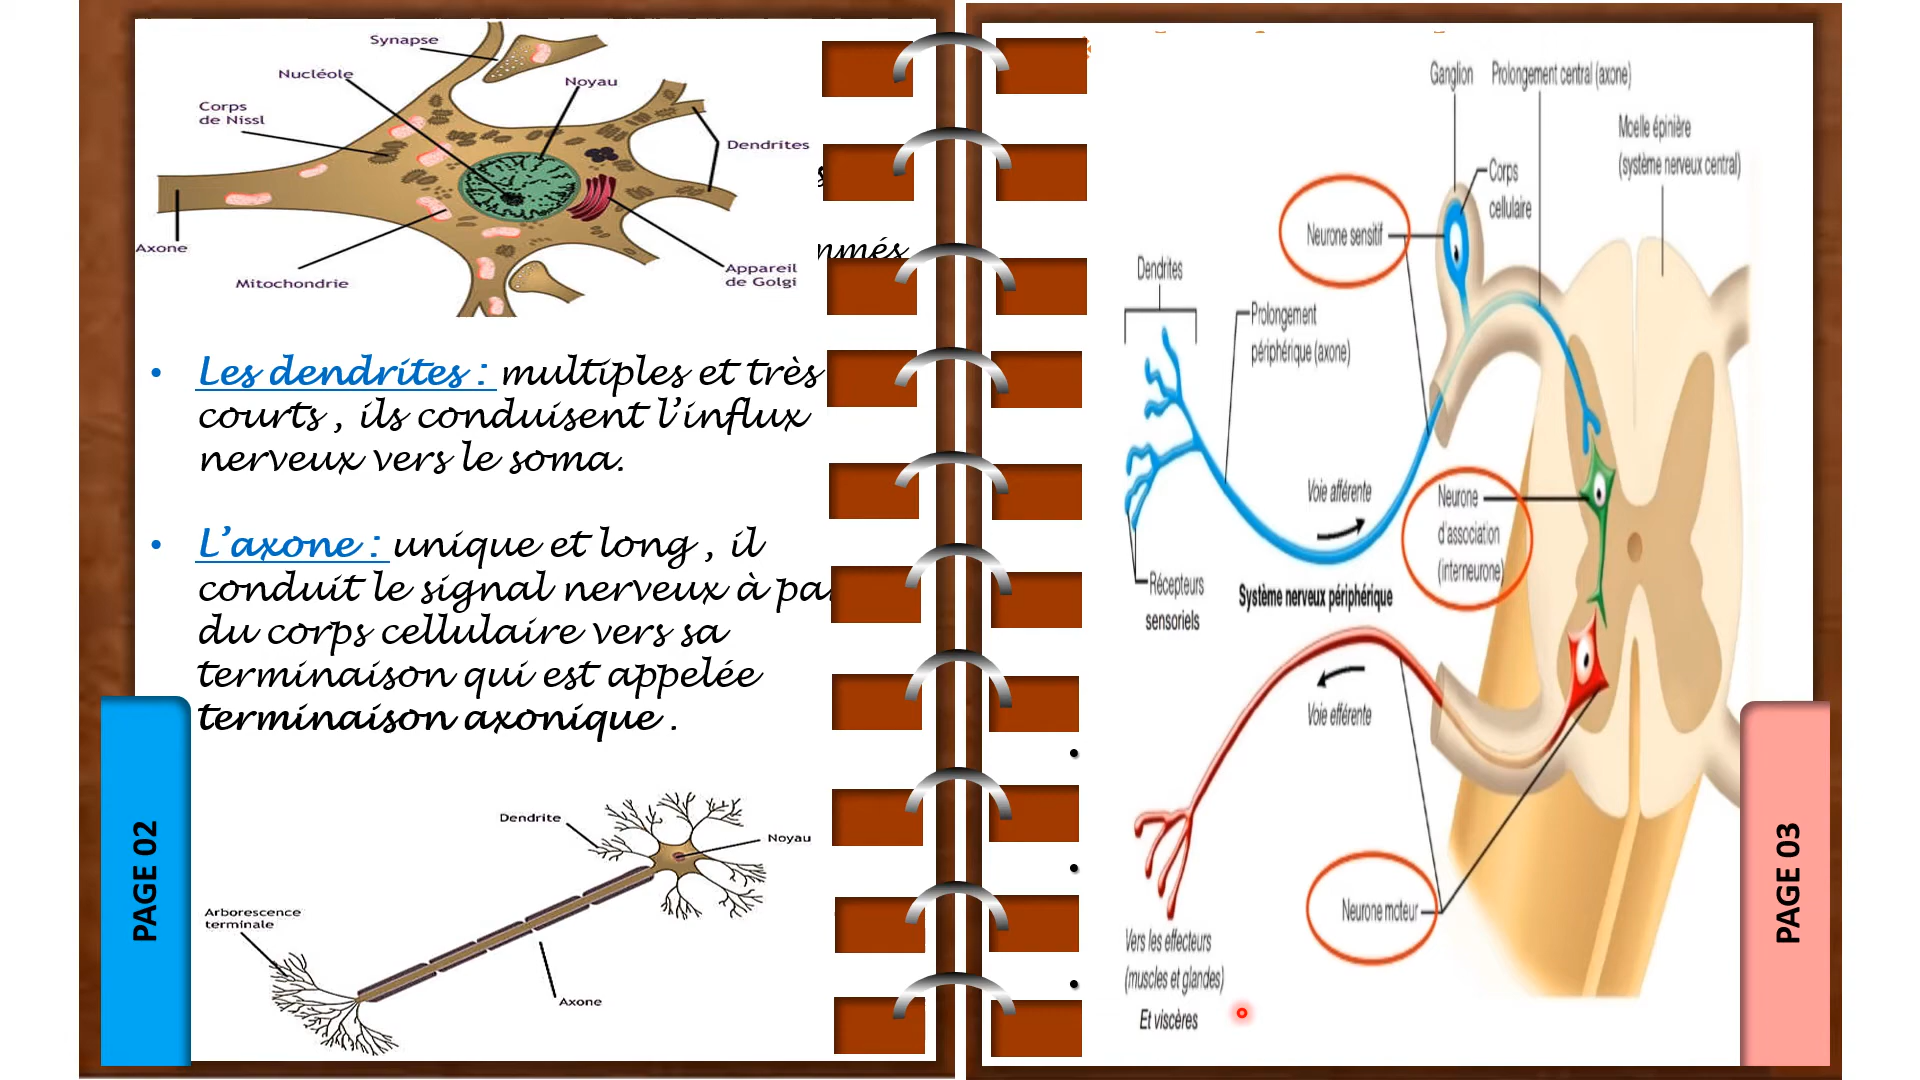 Synapse
Nucléole
Noyau
Corps
de Nissl
Dendrites
Axone
Mitochondrie
Appareil
de Golgi
• Les dendrites : multiples et très
courts , ils conduisent l’influx
nerveux vers le soma.
• L’axone : unique et long , il
conduit le signal nerveux à
du corps cellulaire vers sa
terminaison qui est appelée
terminaison axonique .
Dendrite
Noyau
Arborescence
terminale
Axone
PAGE 02
Ganglion
Prolongement central (axone)
Moelle épinière
(système nerveux central)
Corps
cellulaire
Neurone sensitif
Dendrites
Prolongement
périphérique (axone)
Voie afférente
Neurone
d'association
(interneurone)
Récepteurs
sensoriels
Système nerveux périphérique
Voie efférente
Neurone moteur
Vers les effecteurs
(muscles et glandes)
Et viscères
PAGE 03